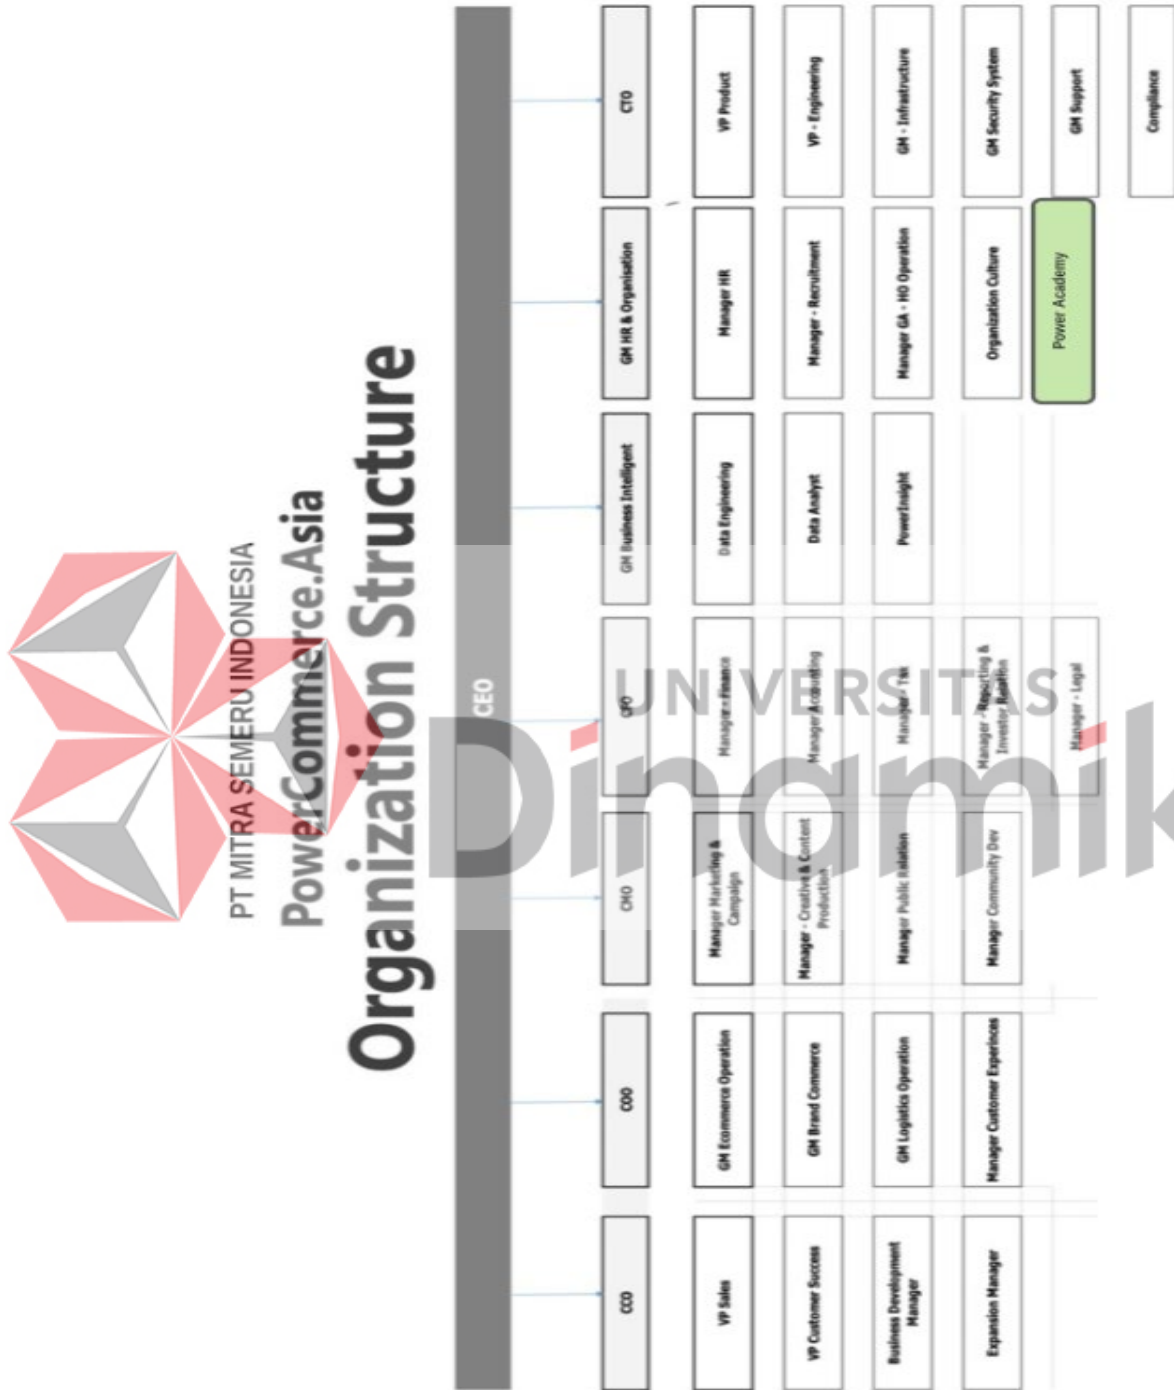 PT MITRA SEMERU INDONESIA
PowerCommerce.Asia
Organization Structure
CEO
CCO
VP Sales
VP Customer Success
Business Development
Manager
Expansion Manager
COO
GM Ecommerce Operation
GM Brand Commerce
GM Logistics Operation
Manager Customer Experinces
CMO
Manager Marketing &
Campaign
Manager - Creative & Content
Production
Manager Public Relation
Manager Community Dev
CFO
Manager - Finance
Manager Accounting
Manager - Tax
Manager - Reporting &
Investor Relation
Manager - Legal
GM Business Intelligent
Data Engineering
Data Analyst
PowerInsight
GM HR & Organisation
Manager HR
Manager - Recruitment
Manager GA - HO Operation
Organization Culture
Power Academy
CTO
VP Product
VP - Engineering
GM - Infrastructure
GM Security System
GM Support
Compliance
UNIVERSITAS
Dinamik